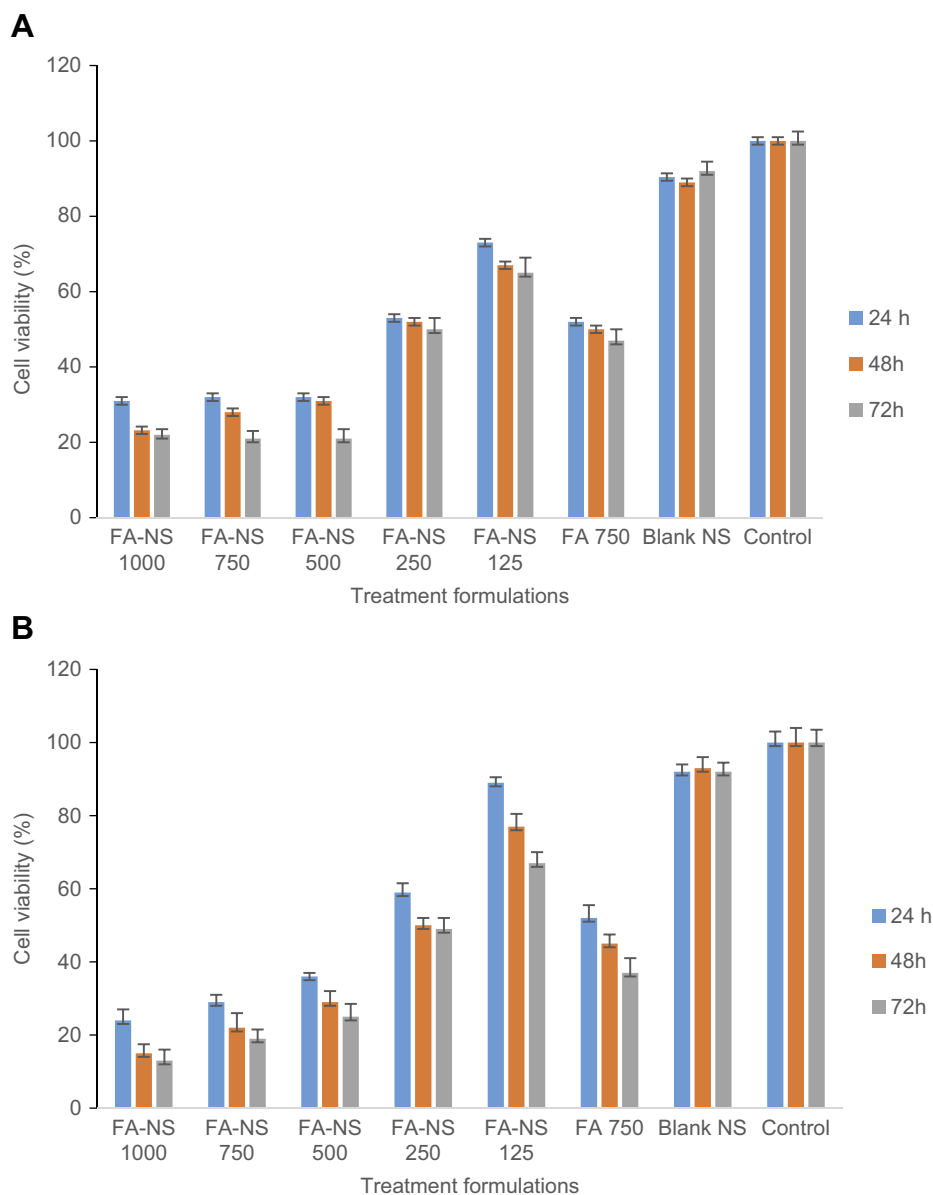 A
120
100
80
60
40
20
0
Cell viability (%)
FA-NS FA-NS FA-NS FA-NS FA-NS FA 750 Blank NS Control
1000 750 500 250 125
Treatment formulations
24 h
48h
72h
B
120
100
80
60
40
20
0
Cell viability (%)
FA-NS FA-NS FA-NS FA-NS FA-NS FA 750 Blank NS Control
1000 750 500 250 125
Treatment formulations
24 h
48h
72h